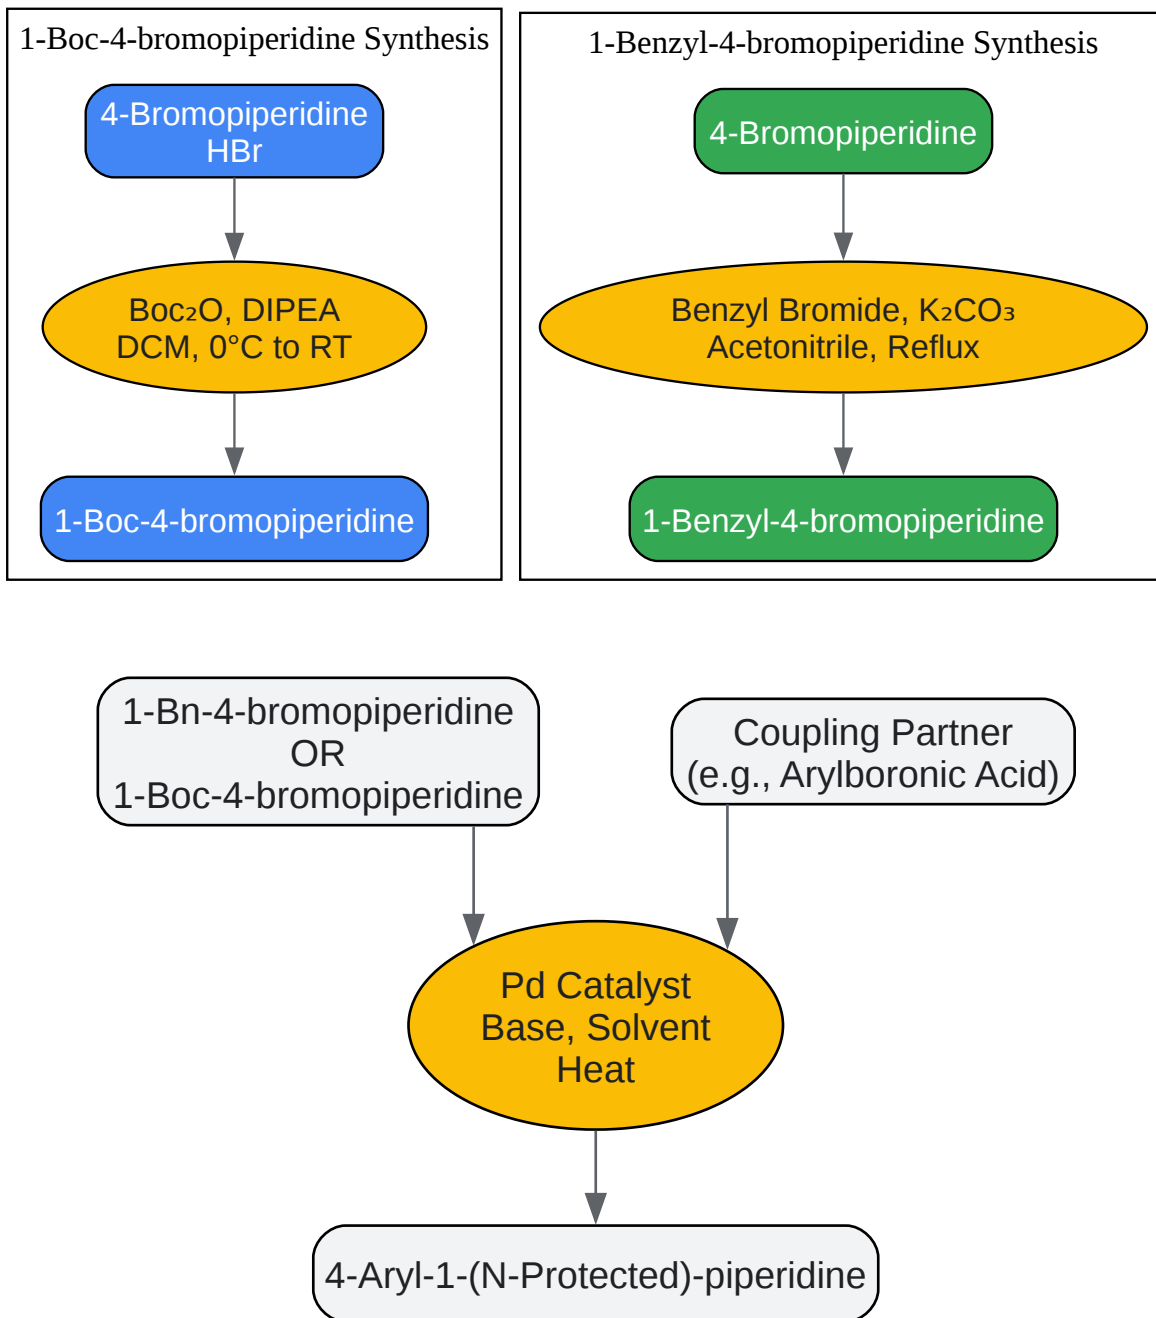 1-Boc-4-bromopiperidine Synthesis
4-Bromopiperidine
HBr
Boc₂O, DIPEA
DCM, 0°C to RT
1-Boc-4-bromopiperidine
1-Benzyl-4-bromopiperidine Synthesis
4-Bromopiperidine
Benzyl Bromide, K₂CO₃
Acetonitrile, Reflux
1-Benzyl-4-bromopiperidine
1-Bn-4-bromopiperidine
OR
1-Boc-4-bromopiperidine
Coupling Partner
(e.g., Arylboronic Acid)
Pd Catalyst
Base, Solvent
Heat
4-Aryl-1-(N-Protected)-piperidine